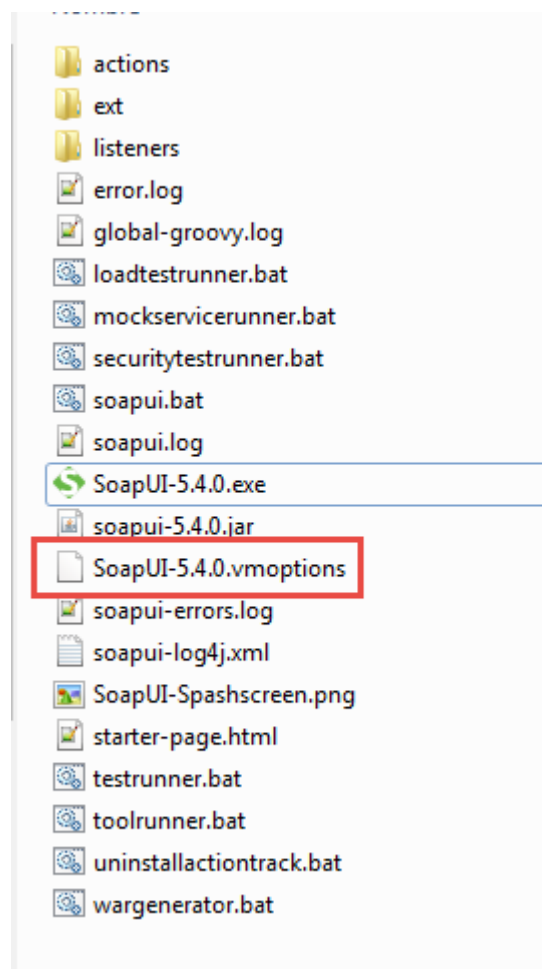 actions
ext
listeners
error.log
global-groovy.log
loadtestrunner.bat
mockservicerunner.bat
securitytestrunner.bat
soapui.bat
soapui.log
SoapUI-5.4.0.exe
soapui-5.4.0.jar
SoapUI-5.4.0.vmoptions
soapui-errors.log
soapui-log4j.xml
SoapUI-Spashscreen.png
starter-page.html
testrunner.bat
toolrunner.bat
uninstallactiontrack.bat
wargenerator.bat